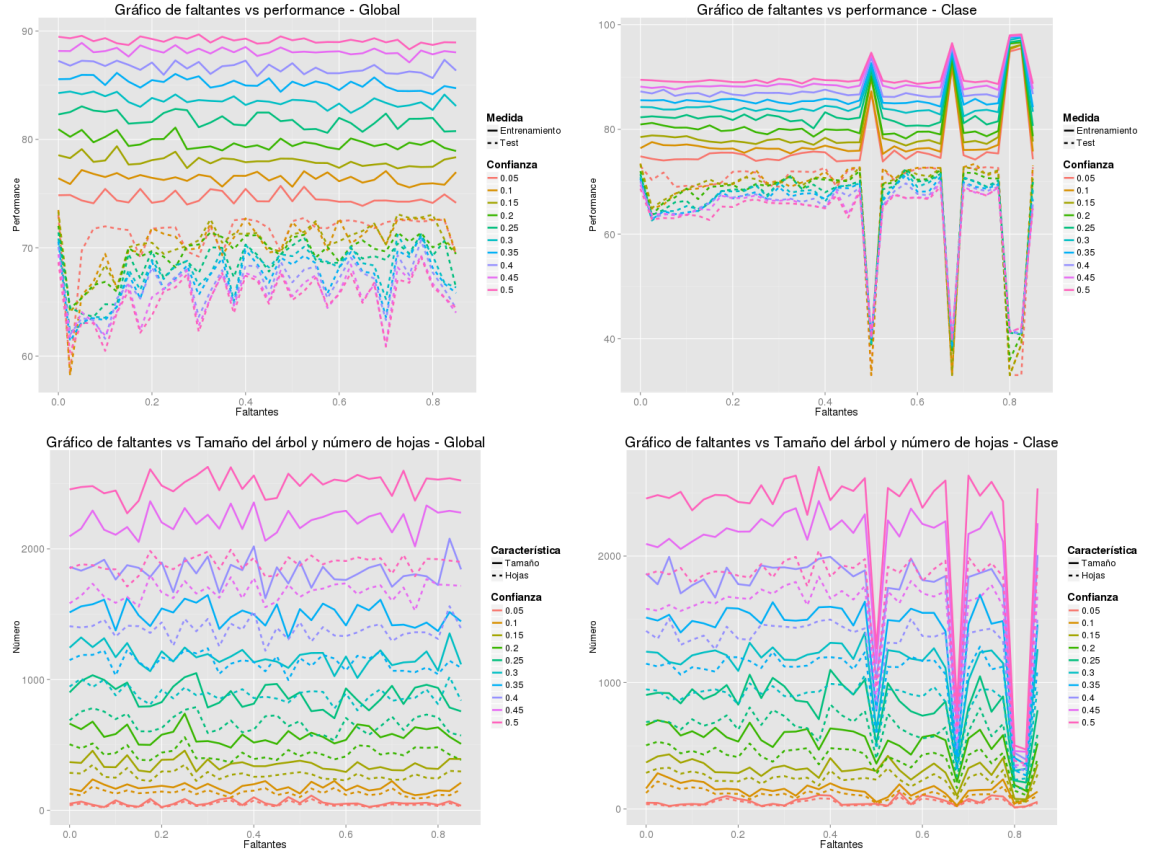 Gráfico de faltantes vs performance - Global
90
80
70
60
Performance
0.0
0.2
0.4
0.6
0.8
Faltantes
Medida
Entrenamiento
Test
Confianza
0.05
0.1
0.15
0.2
0.25
0.3
0.35
0.4
0.45
0.5
Gráfico de faltantes vs performance - Clase
100
80
60
40
Performance
0.0
0.2
0.4
0.6
0.8
Faltantes
Medida
Entrenamiento
Test
Confianza
0.05
0.1
0.15
0.2
0.25
0.3
0.35
0.4
0.45
0.5
Gráfico de faltantes vs Tamaño del árbol y número de hojas - Global
2000
1000
0
Número
0.0
0.2
0.4
0.6
0.8
Faltantes
Característica
Tamaño
Hojas
Confianza
0.05
0.1
0.15
0.2
0.25
0.3
0.35
0.4
0.45
0.5
Gráfico de faltantes vs Tamaño del árbol y número de hojas - Clase
2000
1000
0
Número
0.0
0.2
0.4
0.6
0.8
Faltantes
Característica
Tamaño
Hojas
Confianza
0.05
0.1
0.15
0.2
0.25
0.3
0.35
0.4
0.45
0.5